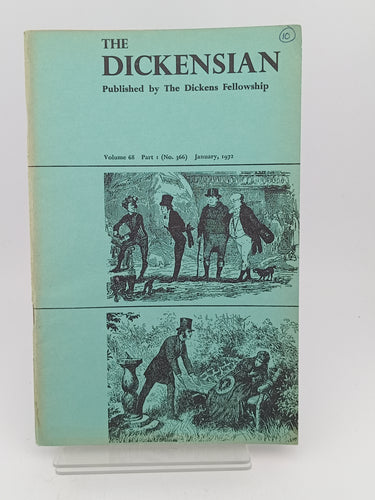 10
THE
DICKENSIAN
Published by The Dickens Fellowship
Volume 68 Part 1 (No. 366) January, 1972